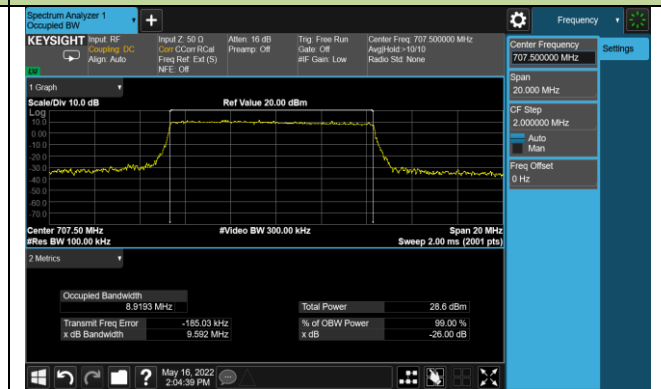 Spectrum Analyzer 1
Occupied BW
Frequency
KEYSIGHT
Input: RF
Coupling: DC
Align: Auto
Input Z: 50 Ω
Corr CCorr RCal
Freq Ref: Ext (S)
NFE: Off
Atten: 16 dB
Preamp: Off
Trig: Free Run
Gate: Off
#IF Gain: Low
Center Freq: 707.500000 MHz
Avg|Hold:>10/10
Radio Std: None
LW
1 Graph
Scale/Div 10.0 dB
Ref Value 20.00 dBm
Log
10.0
0.00
-10.0
-20.0
-30.0
-40.0
-50.0
-60.0
-70.0
Center 707.50 MHz
#Video BW 300.00 kHz
Span 20 MHz
#Res BW 100.00 kHz
Sweep 2.00 ms (2001 pts)
2 Metrics
Occupied Bandwidth
8.9193 MHz
Total Power
28.6 dBm
Transmit Freq Error
-185.03 kHz
% of OBW Power
99.00 %
x dB Bandwidth
9.592 MHz
x dB
-26.00 dB
Center Frequency
707.500000 MHz
Settings
Span
20.000 MHz
CF Step
2.000000 MHz
Auto
Man
Freq Offset
0 Hz
?
May 16, 2022
2:04:39 PM